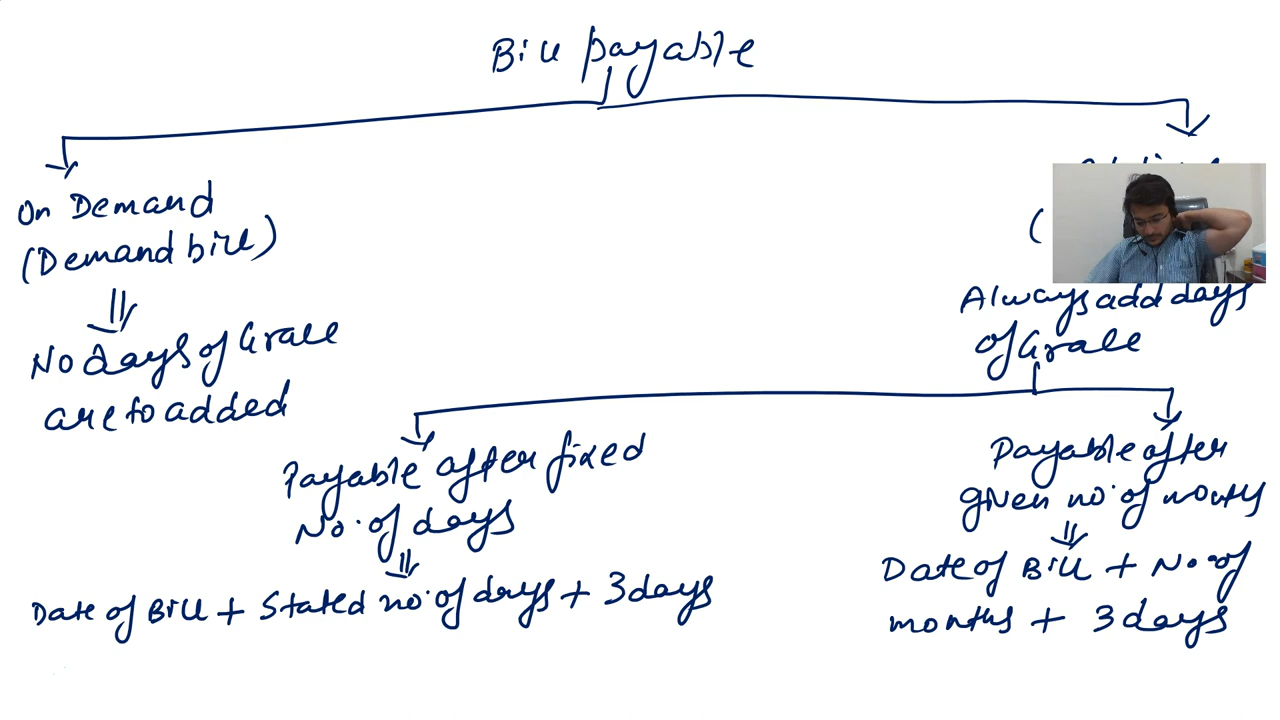 Bill payable
On Demand
(Demand bill)
No days of Grace
are to added
(
Always add days
of Grace
Payable after fixed
No. of days
Date of Bill + Stated no. of days + 3 days
Payable after
given no. of months
Date of Bill + No. of
months + 3 days